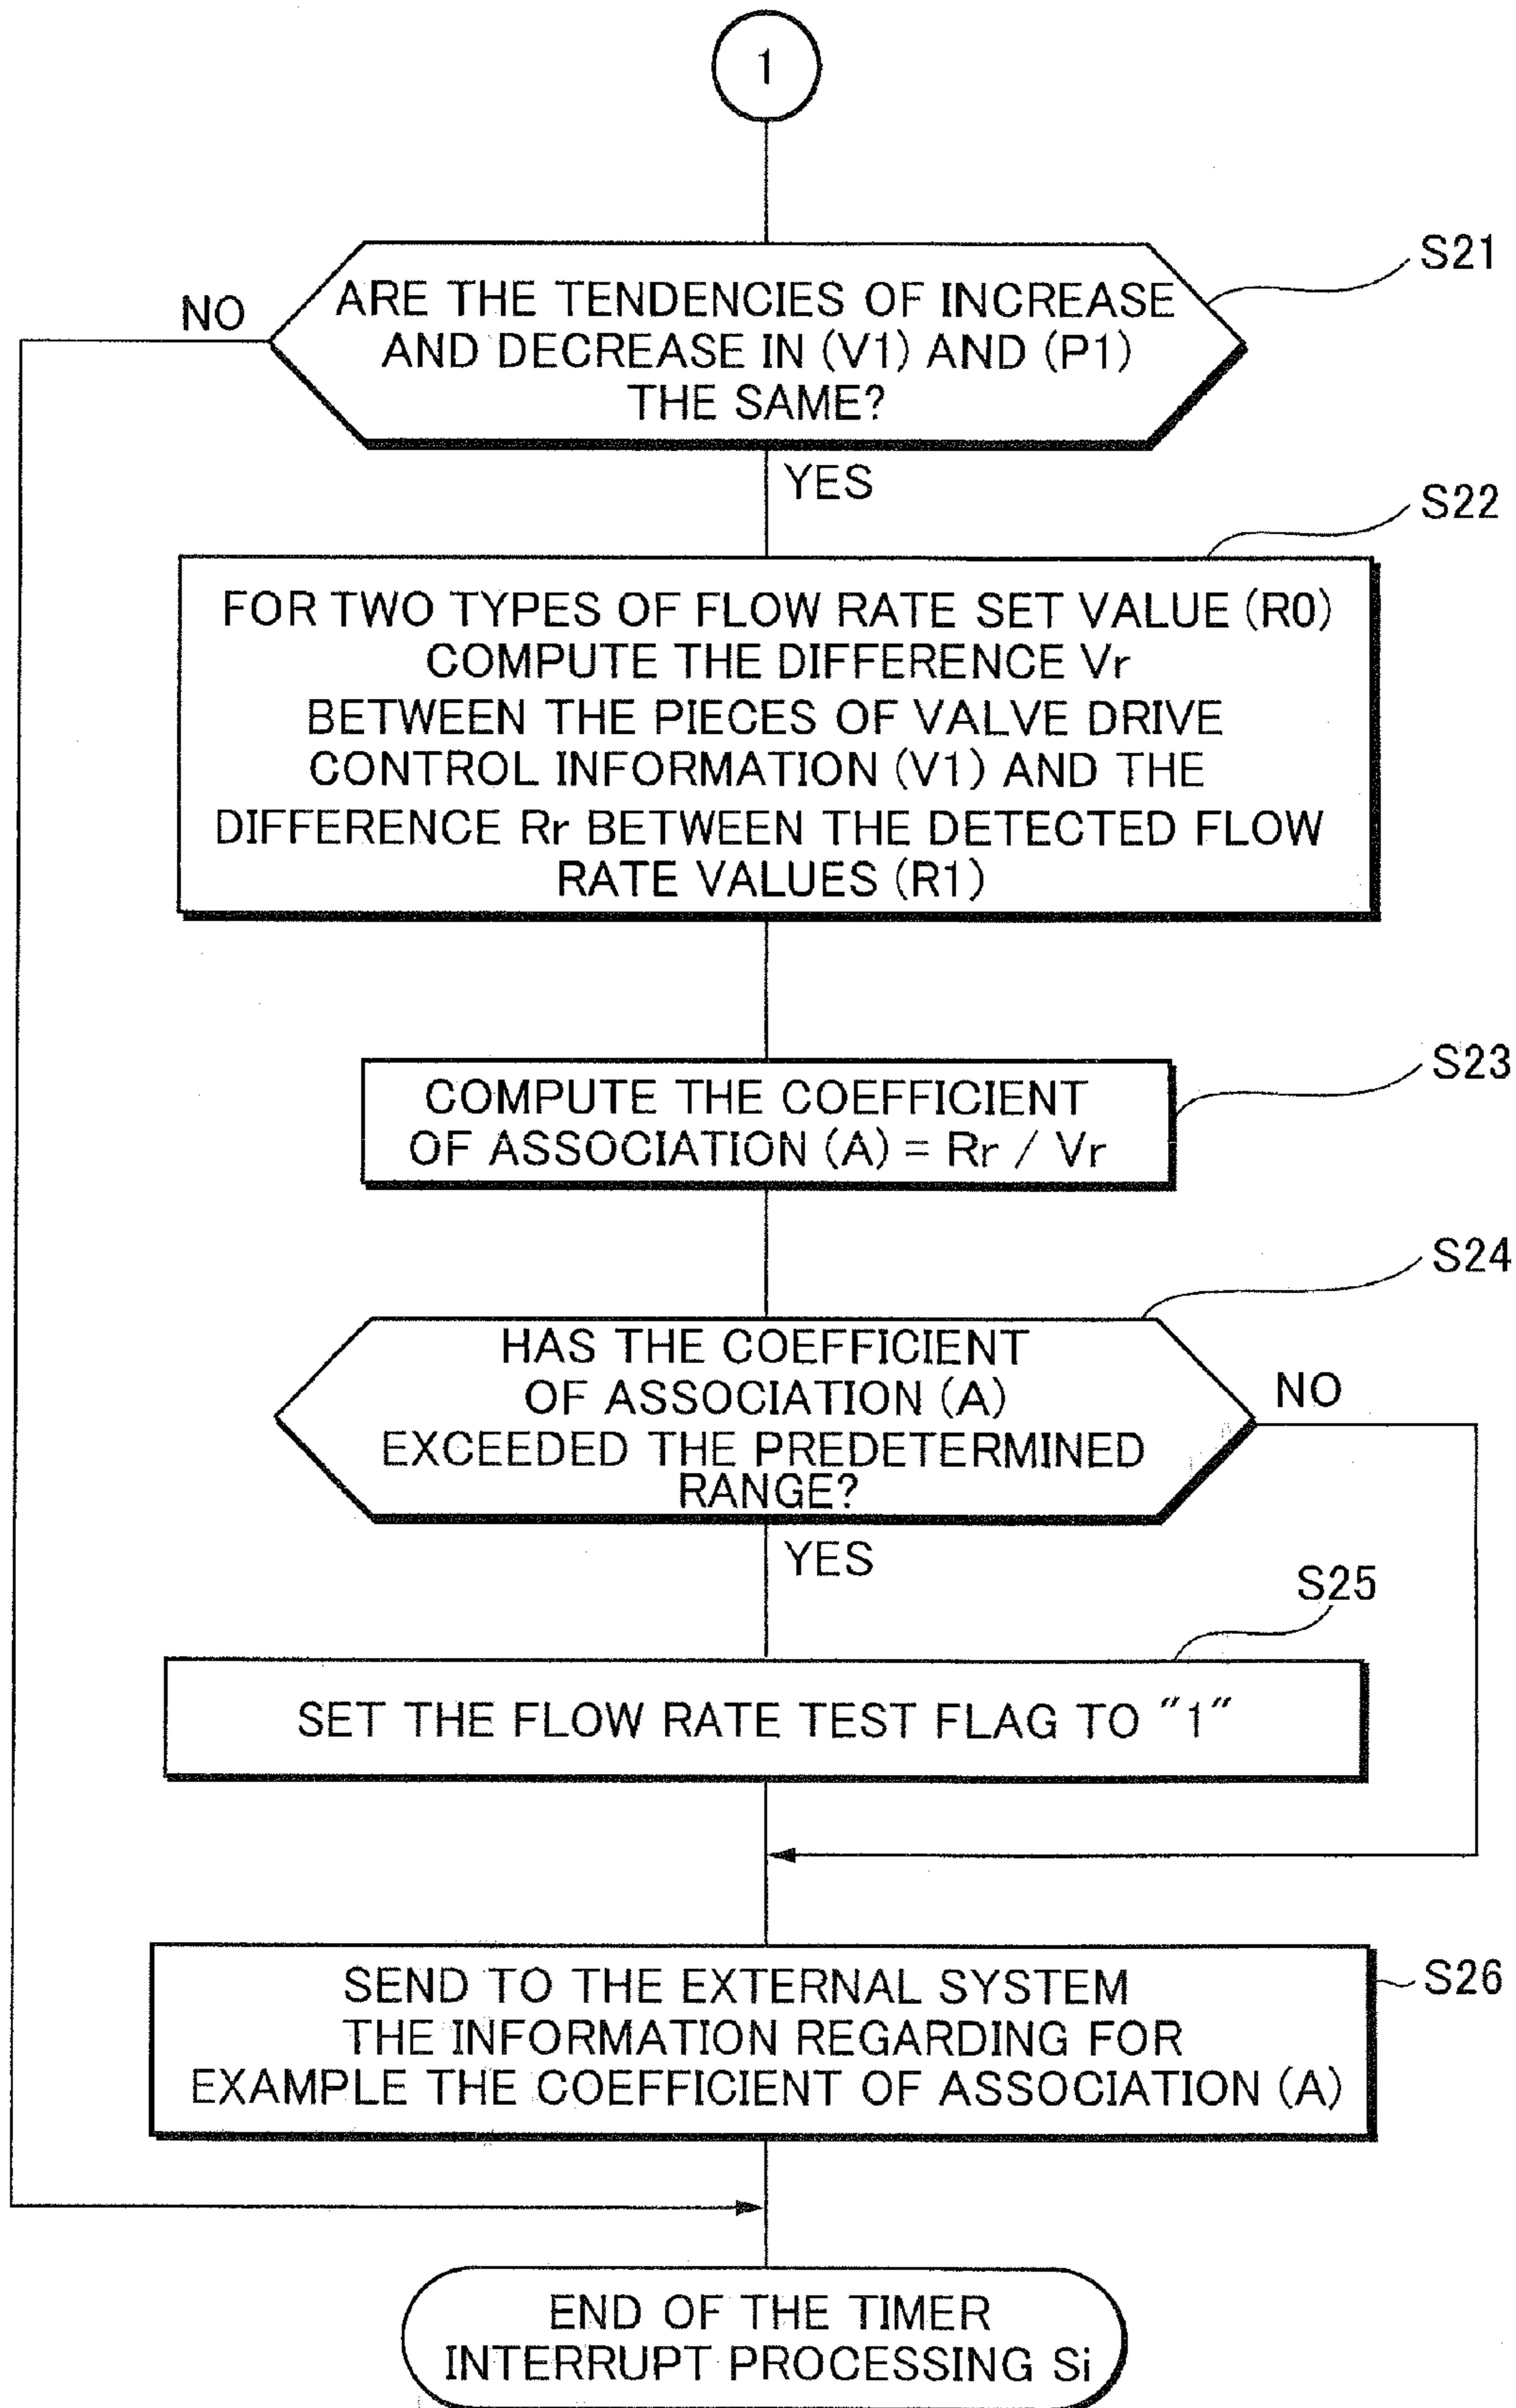 1
S21
NO
ARE THE TENDENCIES OF INCREASE
AND DECREASE IN (V1) AND (P1)
THE SAME?
YES
S22
FOR TWO TYPES OF FLOW RATE SET VALUE (R0)
COMPUTE THE DIFFERENCE Vr
BETWEEN THE PIECES OF VALVE DRIVE
CONTROL INFORMATION (V1) AND THE
DIFFERENCE Rr BETWEEN THE DETECTED FLOW
RATE VALUES (R1)
S23
COMPUTE THE COEFFICIENT
OF ASSOCIATION (A) = Rr / Vr
S24
HAS THE COEFFICIENT
OF ASSOCIATION (A)
EXCEEDED THE PREDETERMINED
RANGE?
NO
YES
S25
SET THE FLOW RATE TEST FLAG TO "1"
S26
SEND TO THE EXTERNAL SYSTEM
THE INFORMATION REGARDING FOR
EXAMPLE THE COEFFICIENT OF ASSOCIATION (A)
END OF THE TIMER
INTERRUPT PROCESSING Si